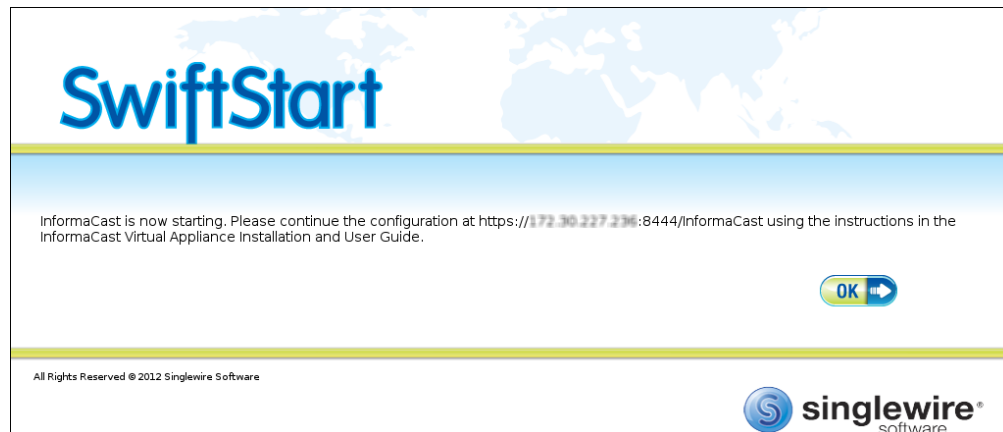 SwiftStart
InformaCast is now starting. Please continue the configuration at https:// :8444/InformaCast using the instructions in the
InformaCast Virtual Appliance Installation and User Guide.
OK
All Rights Reserved © 2012 Singlewire Software
S singlewire®
software